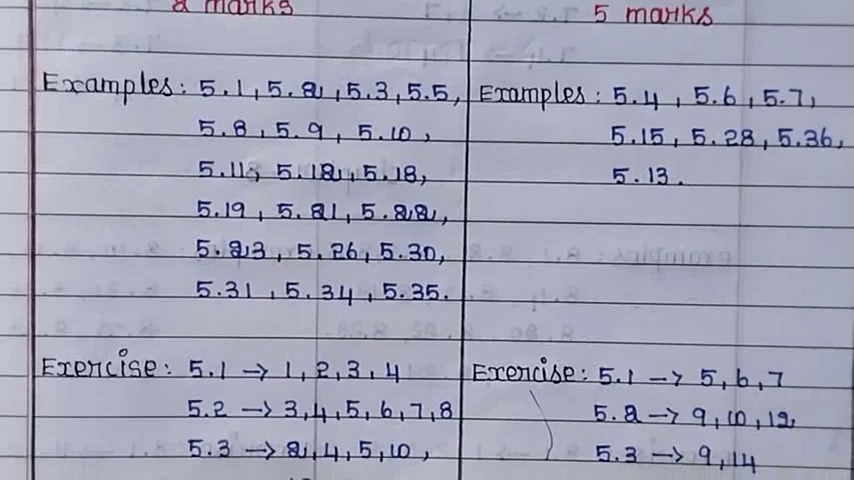 2 marks
Examples: 5.1, 5.2, 5.3, 5.5,
5.8, 5.9, 5.10,
5.11, 5.12, 5.18,
5.19, 5.21, 5.22,
5.23, 5.26, 5.30,
5.31, 5.34, 5.35.
Exercise: 5.1 → 1, 2, 3, 4
5.2 → 3, 4, 5, 6, 7, 8
5.3 → 2, 4, 5, 10,
5 marks
Examples: 5.4, 5.6, 5.7,
5.15, 5.28, 5.36,
5.13.
Exercise: 5.1 → 5, 6, 7
5.2 → 9, 10, 12,
5.3 → 9, 14